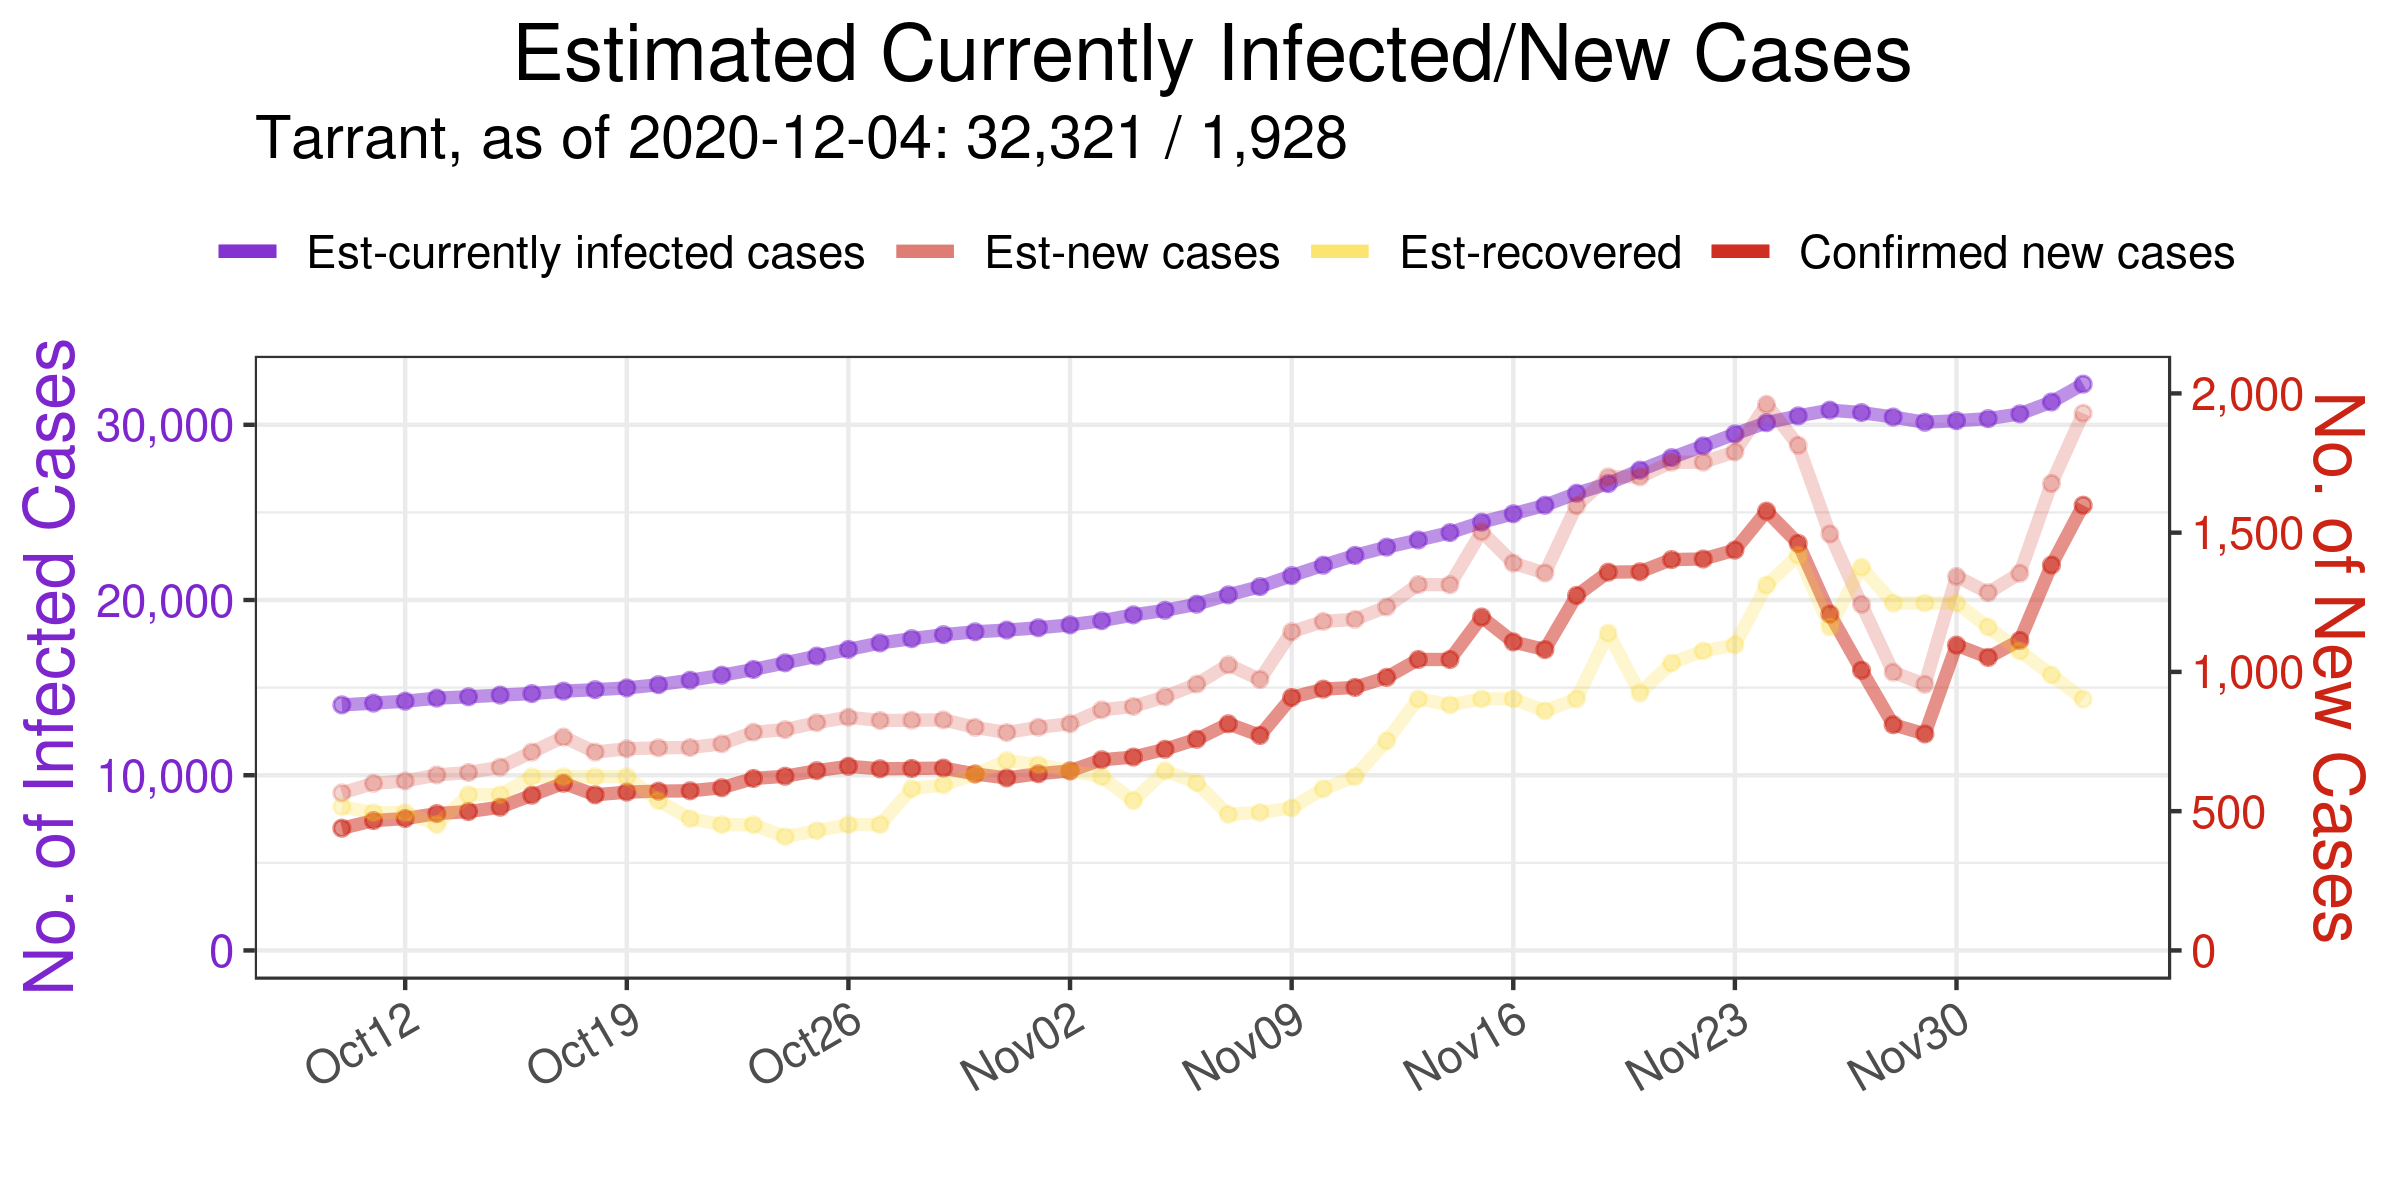 Estimated Currently Infected/New Cases
Tarrant, as of 2020-12-04: 32,321 / 1,928
Est-currently infected cases Est-new cases Est-recovered Confirmed new cases
No. of Infected Cases
30,000
20,000
10,000
0
2,000
1,500
1,000
500
0
No. of New Cases
Oct12 Oct19 Oct26 Nov02 Nov09 Nov16 Nov23 Nov30